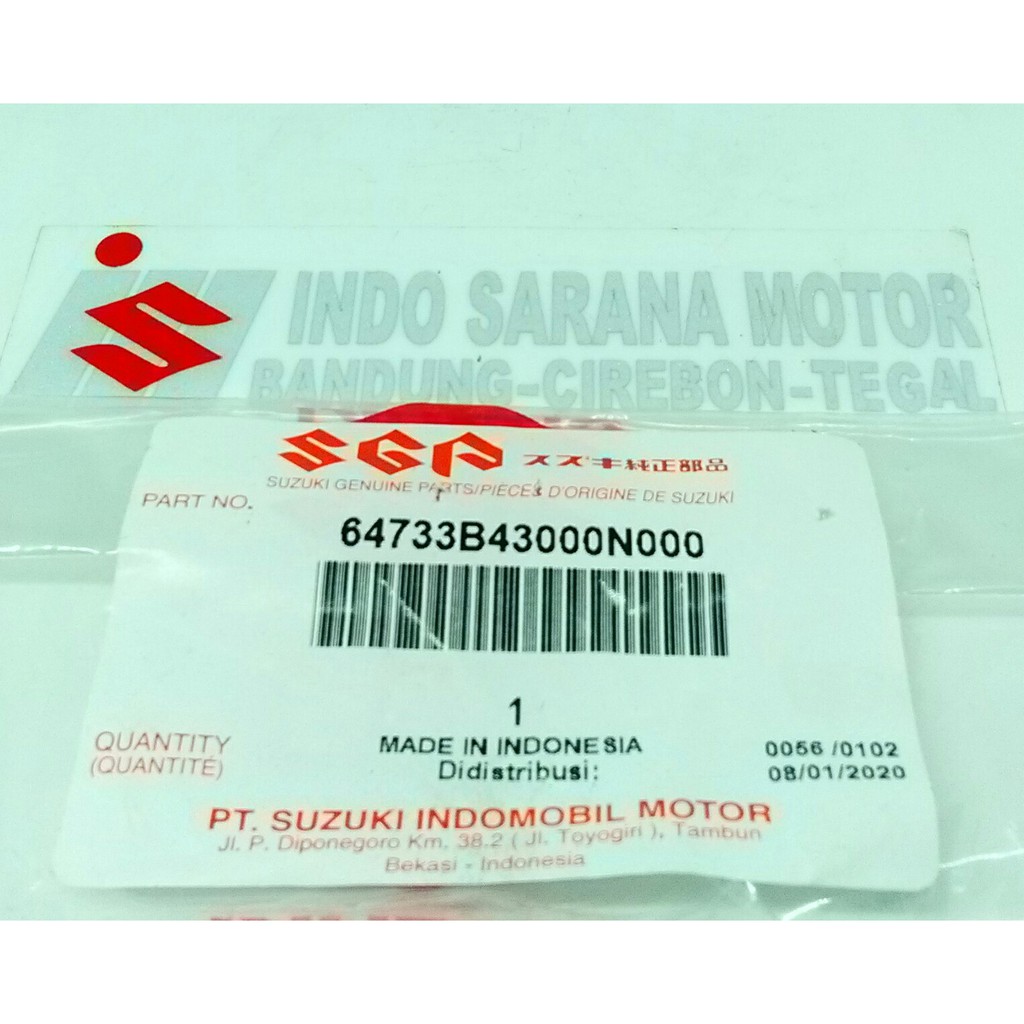 INDO SARANA MOTOR
BANDUNG-CIREBON-TEGAL
SGP スズキ純正部品
SUZUKI GENUINE PARTS/PIÈCES D'ORIGINE DE SUZUKI
PART NO.
64733B43000N000
1
QUANTITY
(QUANTITÉ)
MADE IN INDONESIA
Didistribusi:
0056 /0102
08/01/2020
PT. SUZUKI INDOMOBIL MOTOR
Jl. P. Diponegoro Km. 38.2 ( Jl. Toyogiri ), Tambun
Bekasi - Indonesia